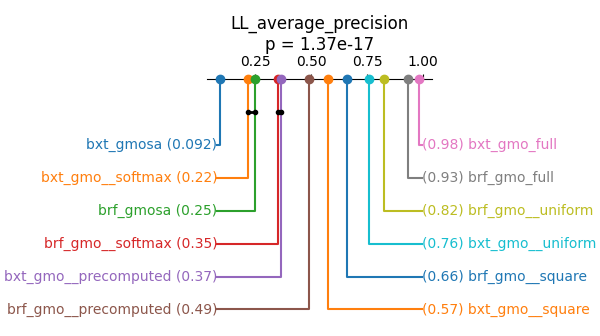 LL_average_precision
p = 1.37e-17
0.25 0.50 0.75 1.00
bxt_gmosa (0.092) (0.98) bxt_gmo_full
bxt_gmo__softmax (0.22) (0.93) brf_gmo_full
brf_gmosa (0.25) (0.82) brf_gmo__uniform
brf_gmo__softmax (0.35) (0.76) bxt_gmo__uniform
bxt_gmo__precomputed (0.37) (0.66) brf_gmo__square
brf_gmo__precomputed (0.49) (0.57) bxt_gmo__square